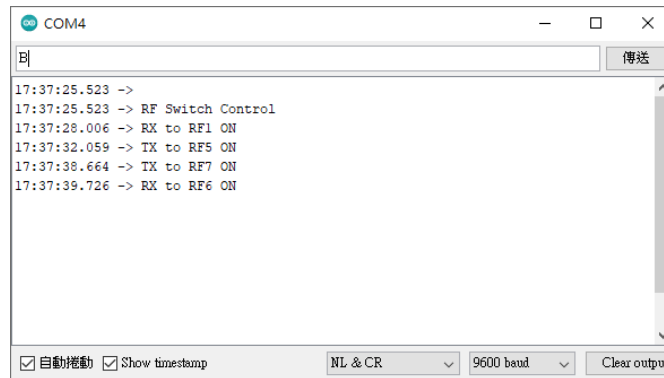 COM4
B
傳送
17:37:25.523 ->
17:37:25.523 -> RF Switch Control
17:37:28.006 -> RX to RF1 ON
17:37:32.059 -> TX to RF5 ON
17:37:38.664 -> TX to RF7 ON
17:37:39.726 -> RX to RF6 ON
自動捲動 Show timestamp NL & CR 9600 baud Clear outpu